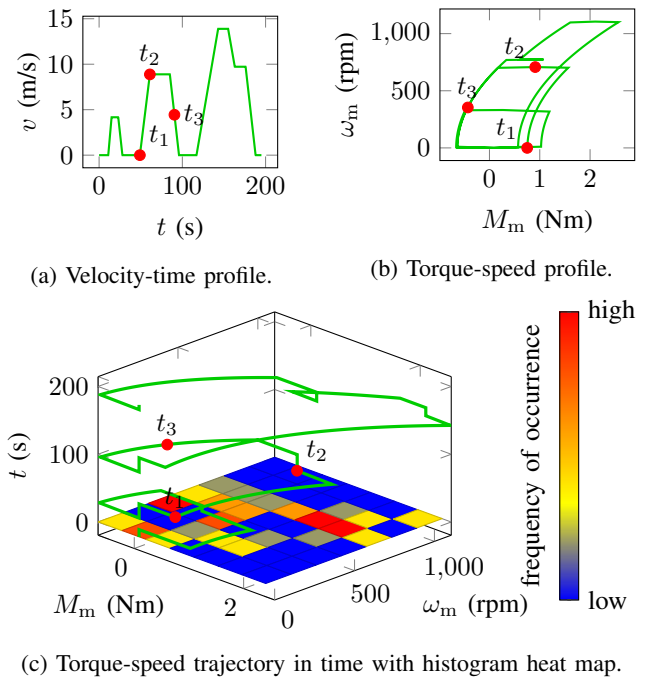 15
10
5
0
v (m/s)
t₂
t₃
t₁
0
100
200
t (s)
(a) Velocity-time profile.
1,000
500
0
ωₘ (rpm)
t₂
t₃
t₁
0
1
2
Mₘ (Nm)
(b) Torque-speed profile.
200
100
0
t (s)
t₃
t₂
t₁
0
2
Mₘ (Nm)
0
500
1,000
ωₘ (rpm)
high
frequency of occurrence
low
(c) Torque-speed trajectory in time with histogram heat map.